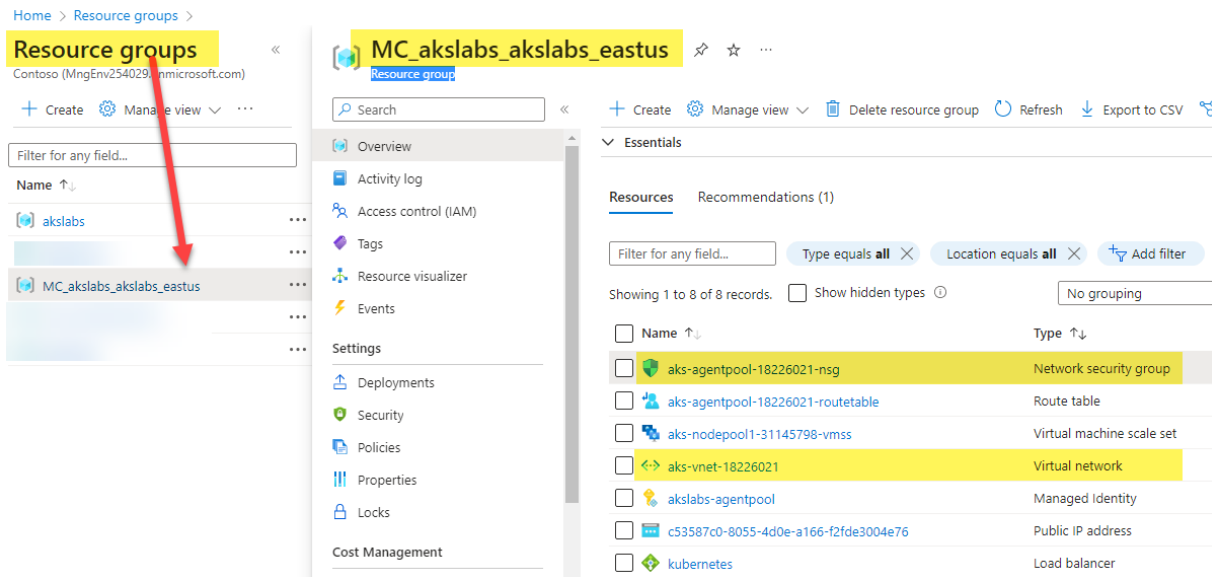 Home > Resource groups >
Resource groups
«
Contoso (MngEnv254029.onmicrosoft.com)
Create
Manage view
...
Filter for any field...
Name ↑↓
akslabs
...
...
MC_akslabs_akslabs_eastus
...
...
...
MC_akslabs_akslabs_eastus
...
Resource group
Search
«
Overview
Activity log
Access control (IAM)
Tags
Resource visualizer
Events
Settings
Deployments
Security
Policies
Properties
Locks
Cost Management
Create
Manage view
Delete resource group
Refresh
Export to CSV
Essentials
Resources
Recommendations (1)
Filter for any field...
Type equals all
Location equals all
Add filter
Showing 1 to 8 of 8 records.
Show hidden types
No grouping
Name ↑↓
Type ↑↓
aks-agentpool-18226021-nsg
Network security group
aks-agentpool-18226021-routetable
Route table
aks-nodepool1-31145798-vmss
Virtual machine scale set
aks-vnet-18226021
Virtual network
akslabs-agentpool
Managed Identity
c53587c0-8055-4d0e-a166-f2fde3004e76
Public IP address
kubernetes
Load balancer